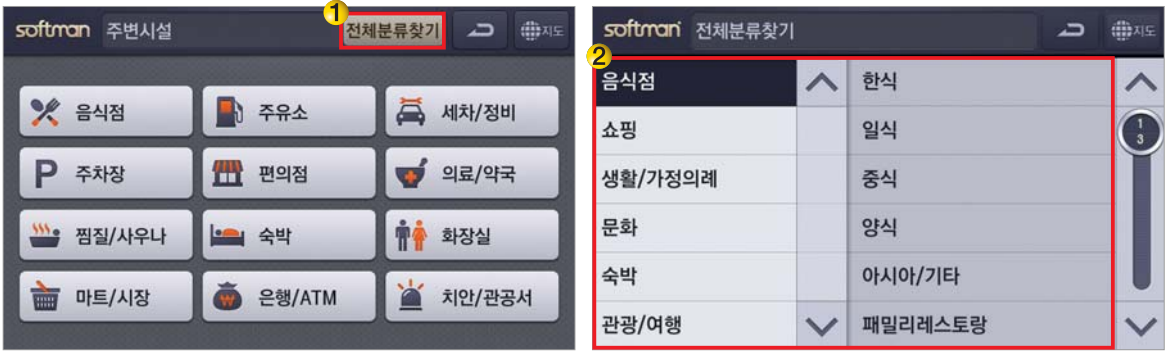 1
softman 주변시설 전체분류찾기 지도
음식점 주유소 세차/정비
P 주차장 편의점 의료/약국
찜질/사우나 숙박 화장실
마트/시장 ₩ 은행/ATM 치안/관공서
softman 전체분류찾기 지도
2
음식점 한식
쇼핑 일식 1
3
생활/가정의례 중식
문화 양식
숙박 아시아/기타
관광/여행 패밀리레스토랑